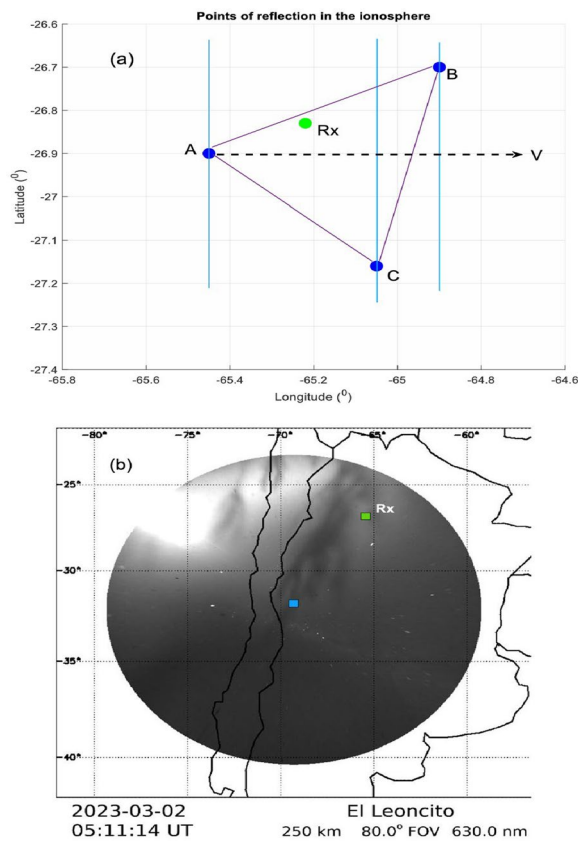 Points of reflection in the ionosphere
(a)
-26.6
-26.7
-26.8
-26.9
-27
-27.1
-27.2
-27.3
-27.4
Latitude (⁰)
A
B
C
Rx
V
-65.8 -65.6 -65.4 -65.2 -65 -64.8 -64.6
Longitude (⁰)
-80° -75° -70° -65° -60°
(b)
-25°
Rx
-30°
-35°
-40°
2023-03-02 El Leoncito
05:11:14 UT 250 km 80.0° FOV 630.0 nm